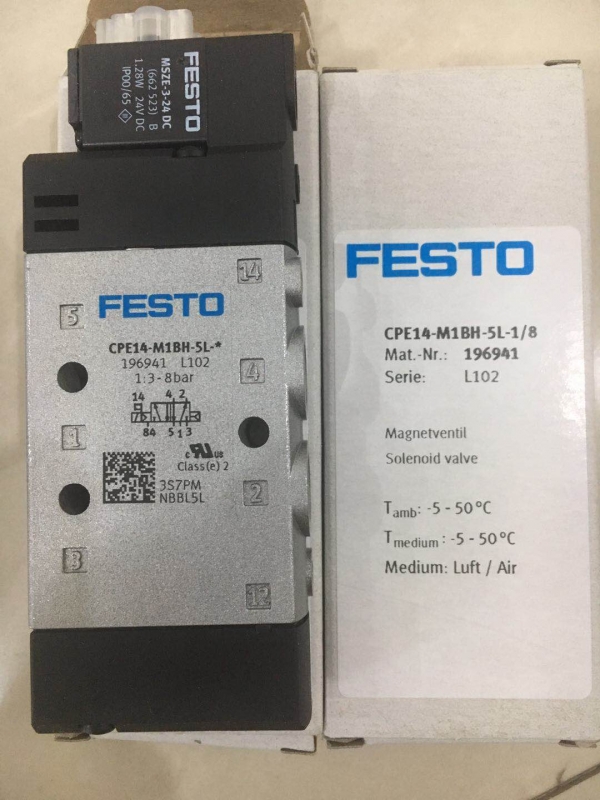 FESTO
MSZE-3-24 DC
(662 523) B
1.28W 24V DC
IP00/65
14
FESTO
5
CPE14-M1BH-5L-*
196941 L102
1:3-8bar
4
14 4 2
84 5 1 3
1
c RU us
Class(e) 2
3S7PM
NBBL5L
2
3
12
FESTO
CPE14-M1BH-5L-1/8
Mat.-Nr.: 196941
Serie: L102
Magnetventil
Solenoid valve
Tamb: -5 - 50°C
Tmedium: -5 - 50°C
Medium: Luft / Air